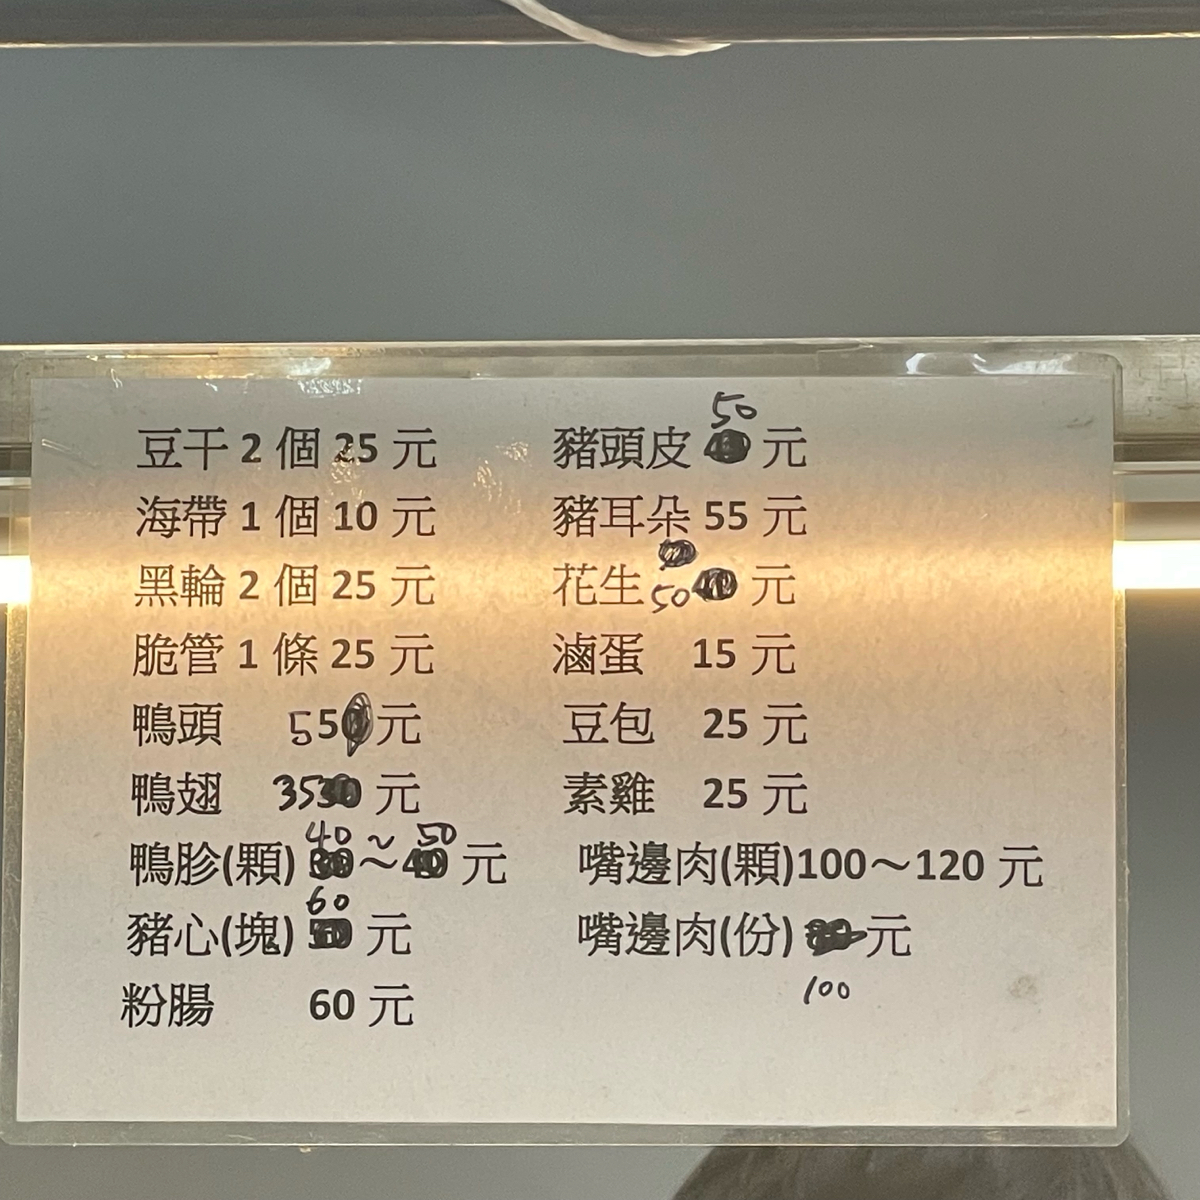 豆干 2 個 25 元
海帶 1 個 10 元
黑輪 2 個 25 元
脆管 1 條 25 元
鴨頭 55 元
鴨翅 35 元
鴨胗(顆) 40～50 元
豬心(塊) 60 元
粉腸 60 元
豬頭皮 50 元
豬耳朵 55 元
花生 50 元
滷蛋 15 元
豆包 25 元
素雞 25 元
嘴邊肉(顆)100～120 元
嘴邊肉(份) 元
100